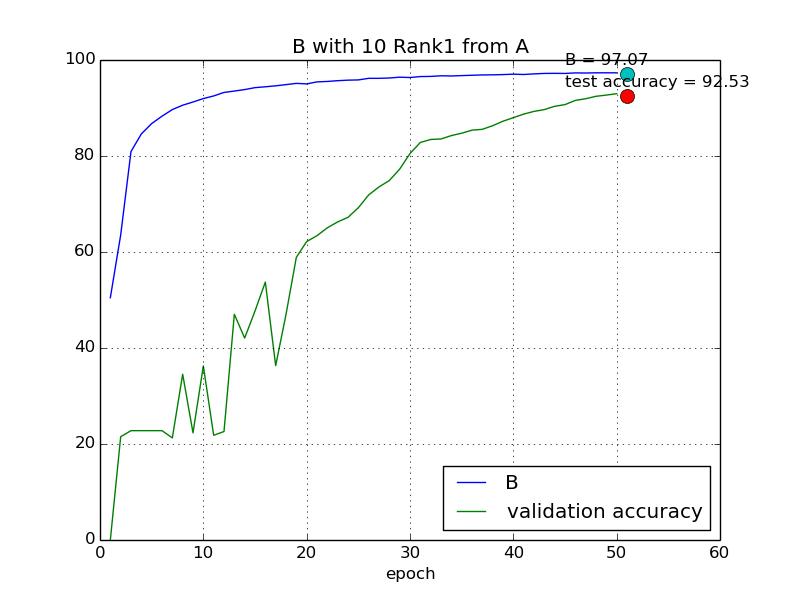 B with 10 Rank1 from A
B = 97.07
test accuracy = 92.53
100
80
60
40
20
0
B
validation accuracy
0 10 20 30 40 50 60
epoch